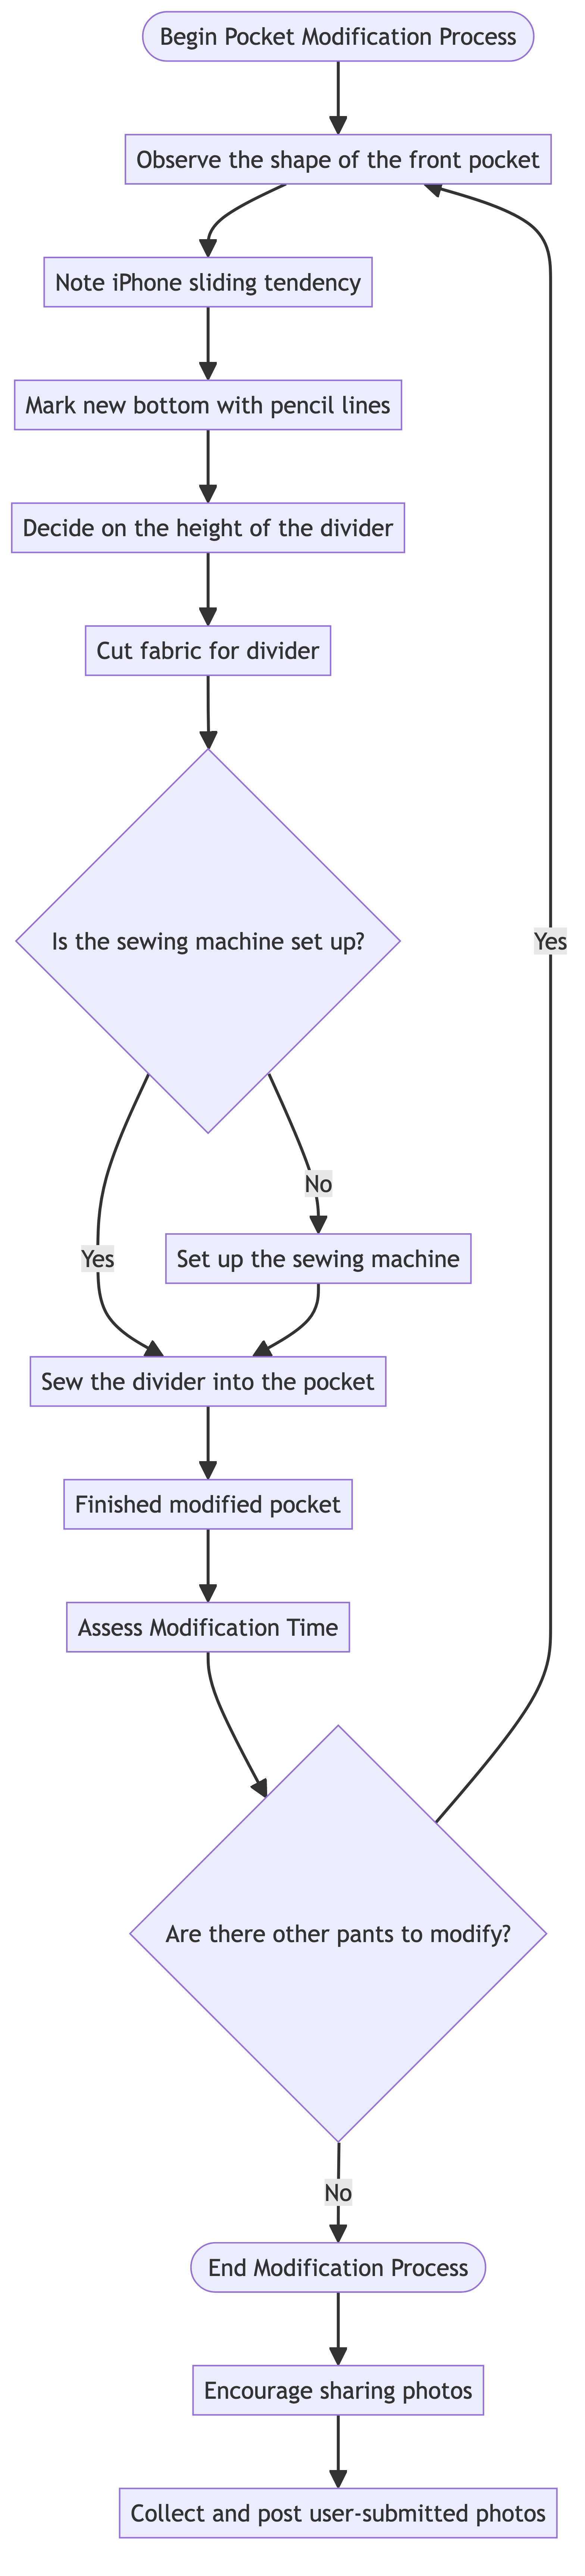 Begin Pocket Modification Process
Observe the shape of the front pocket
Note iPhone sliding tendency
Mark new bottom with pencil lines
Decide on the height of the divider
Cut fabric for divider
Is the sewing machine set up?
Yes
No
Yes
Set up the sewing machine
Sew the divider into the pocket
Finished modified pocket
Assess Modification Time
Are there other pants to modify?
No
End Modification Process
Encourage sharing photos
Collect and post user-submitted photos